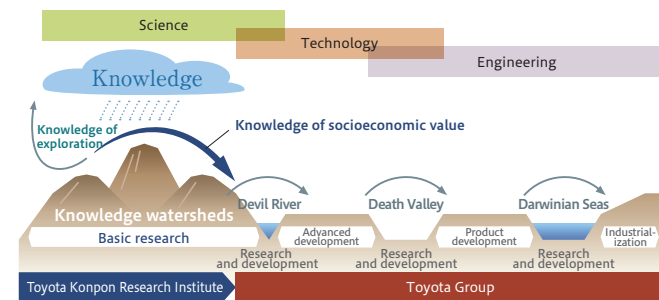 Science
Technology
Engineering
Knowledge
Knowledge of
exploration
Knowledge of socioeconomic value
Devil River
Death Valley
Darwinian Seas
Knowledge watersheds
Basic research
Advanced
development
Product
development
Industrial-
ization
Research
and development
Research
and development
Research
and development
Toyota Konpon Research Institute
Toyota Group